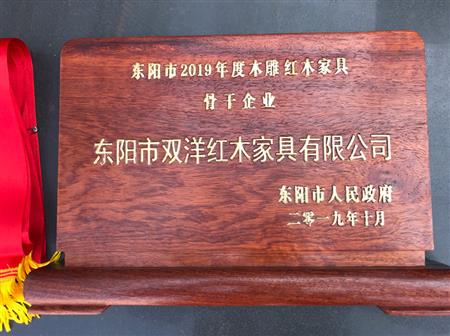 东阳市2019年度木雕红木家具
骨干企业
东阳市双洋红木家具有限公司
东阳市人民政府
二零一九年十月